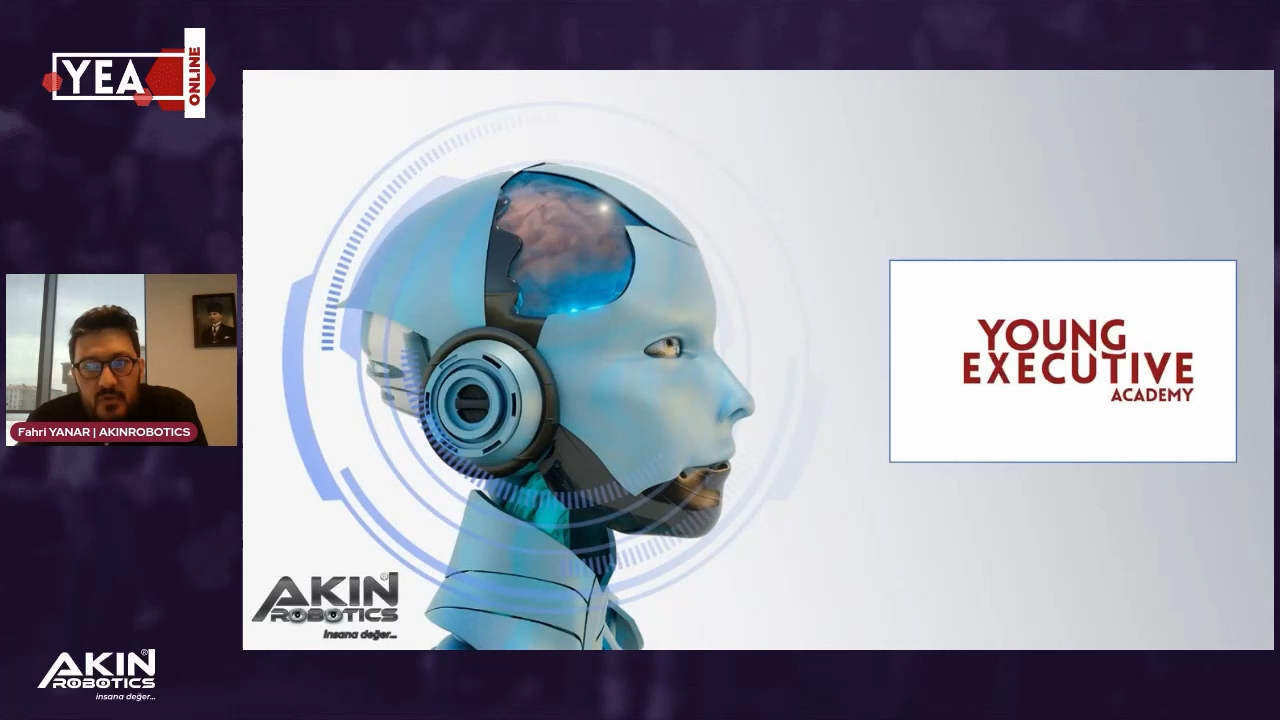 YEA
ONLINE
Fahri YANAR | AKINROBOTICS
YOUNG
EXECUTIVE
ACADEMY
AKIN®
ROBOTICS
insana değer...
AKIN®
ROBOTICS
insana değer...